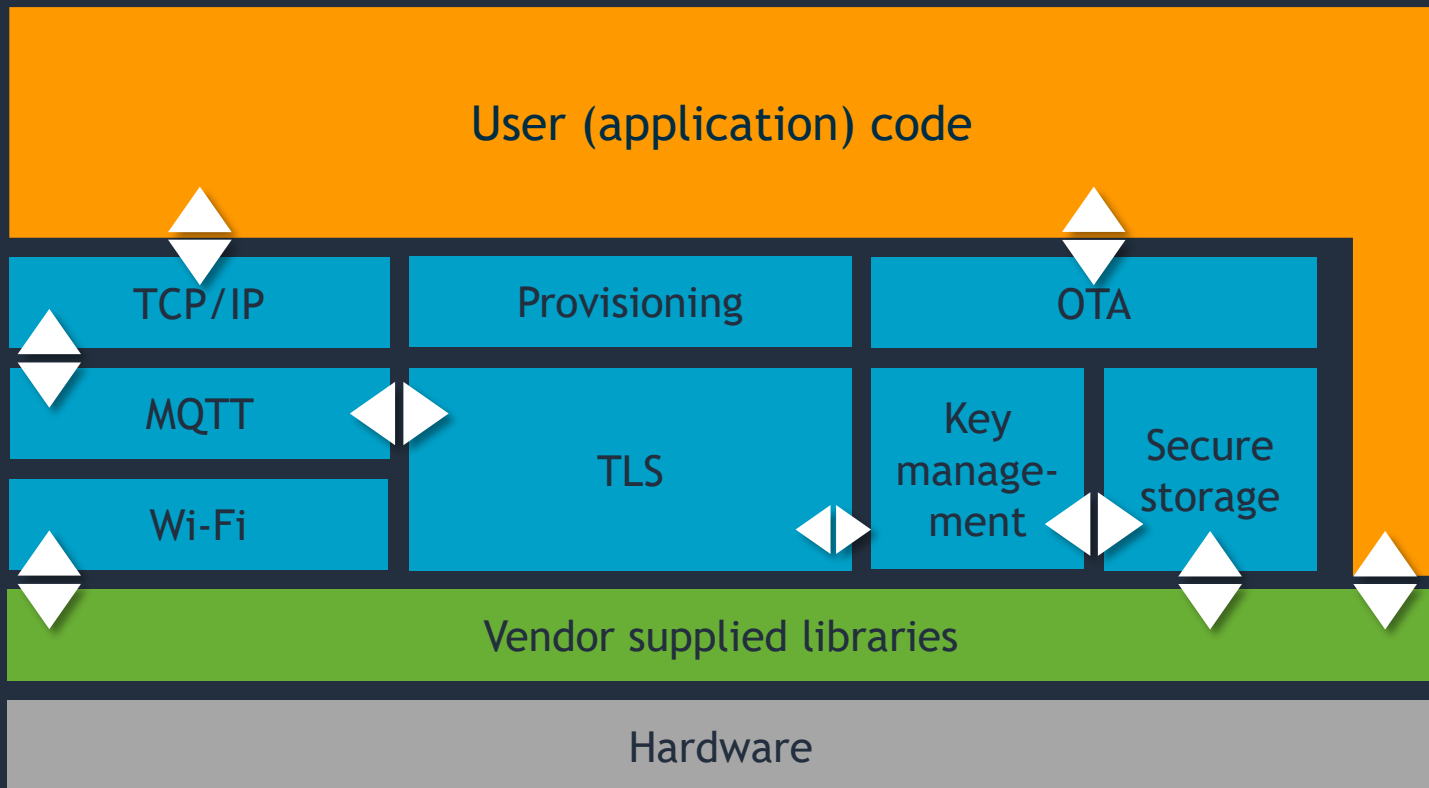 User (application) code
TCP/IP
Provisioning
OTA
MQTT
TLS
Key
manage-
ment
Secure
storage
Wi-Fi
Vendor supplied libraries
Hardware